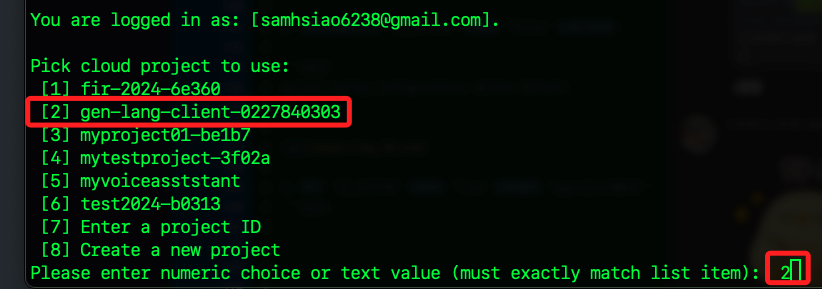 You are logged in as: [samhsiao6238@gmail.com].
Pick cloud project to use:
[1] fir-2024-6e360
[2] gen-lang-client-0227840303
[3] myproject01-be1b7
[4] mytestproject-3f02a
[5] myvoiceasststant
[6] test2024-b0313
[7] Enter a project ID
[8] Create a new project
Please enter numeric choice or text value (must exactly match list item): 2